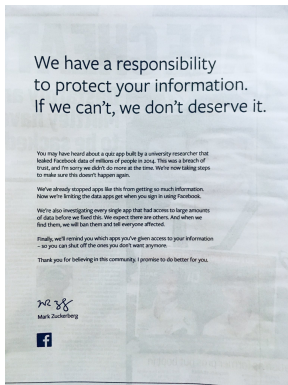 We have a responsibility
to protect your information.
If we can't, we don't deserve it.
You may have heard about a quiz app built by a university researcher that
leaked Facebook data of millions of people in 2014. This was a breach of
trust, and I'm sorry we didn't do more at the time. We're now taking steps
to make sure this doesn't happen again.
We've already stopped apps like this from getting so much information.
Now we're limiting the data apps get when you sign in using Facebook.
We're also investigating every single app that had access to large amounts
of data before we fixed this. We expect there are others. And when we
find them, we will ban them and tell everyone affected.
Finally, we'll remind you which apps you've given access to your information
– so you can shut off the ones you don't want anymore.
Thank you for believing in this community. I promise to do better for you.
Mark Zuckerberg
f